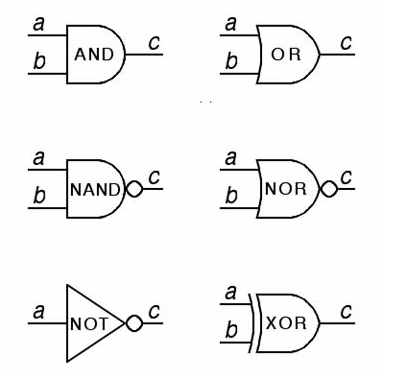 a a
b AND c b OR c
a a
b NAND c b NOR c
a NOT c a
b XOR c